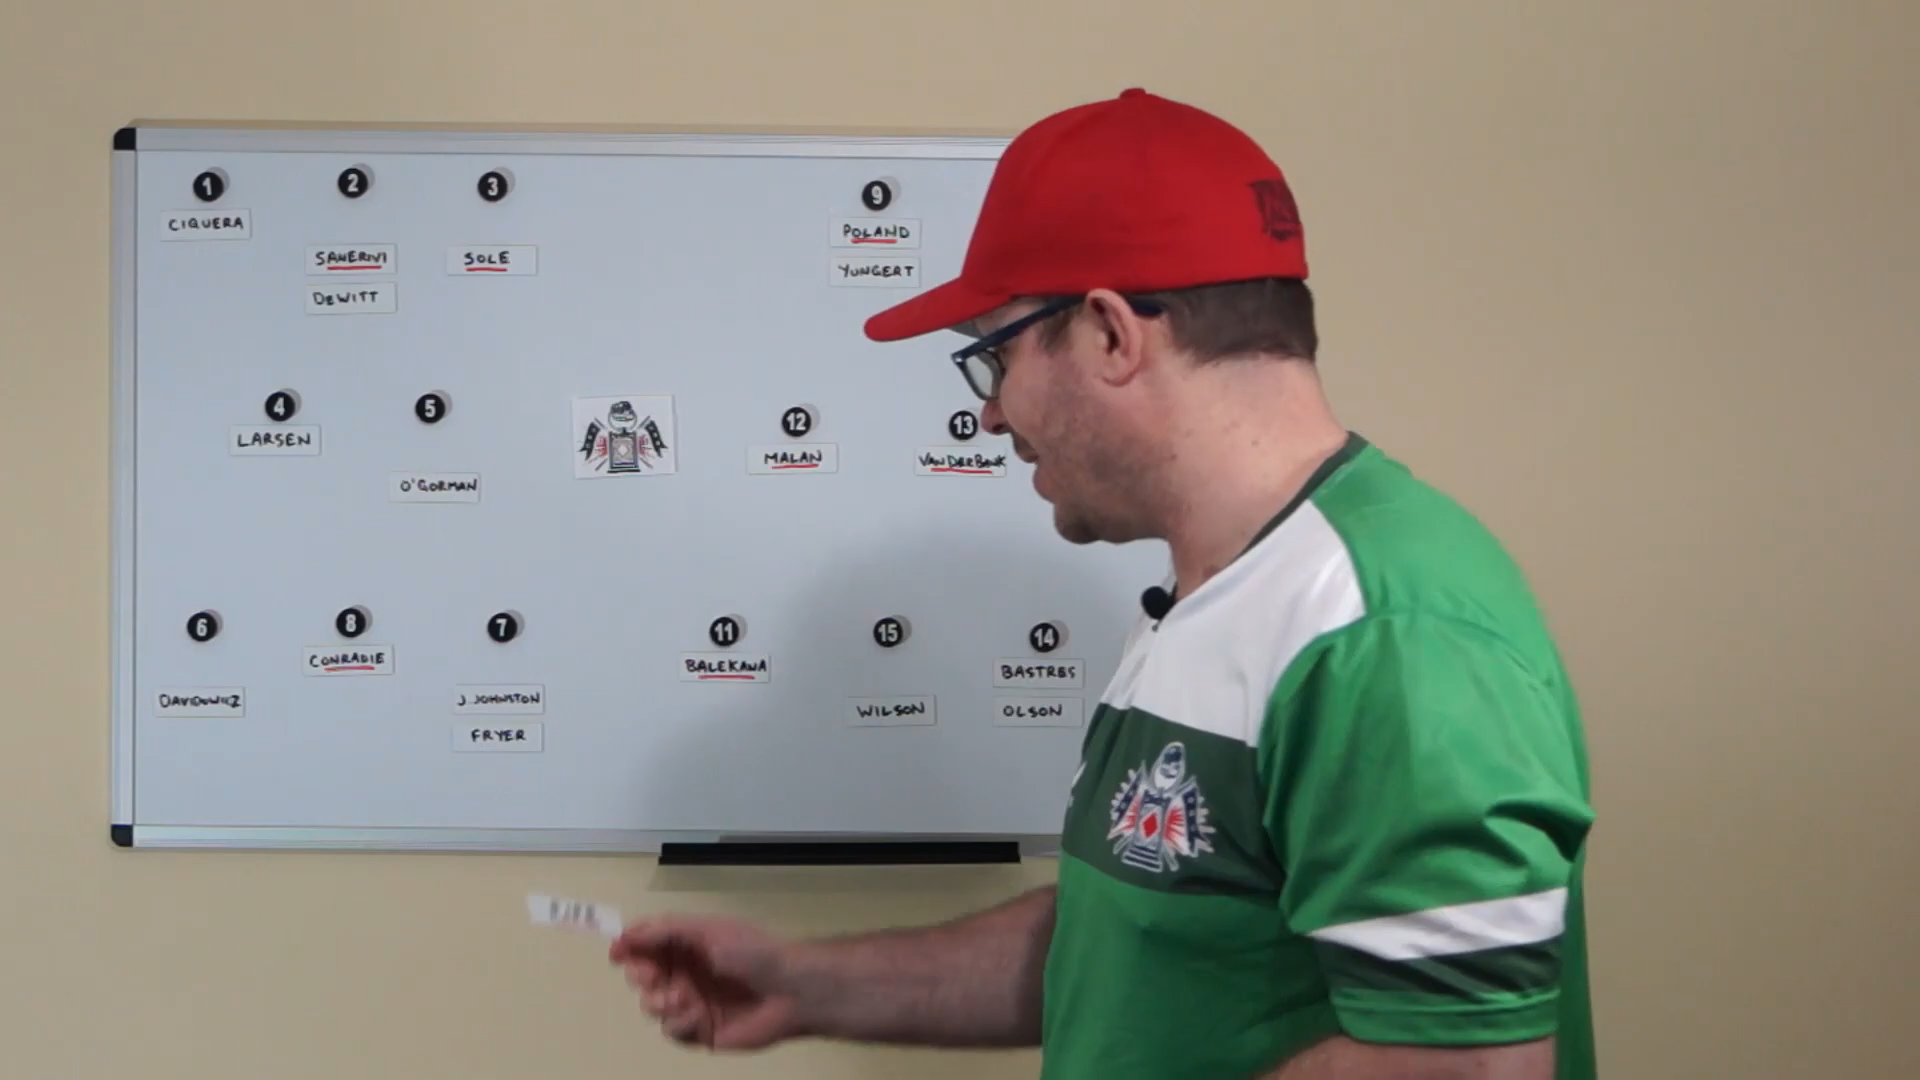 1
2
3
9
CIQUERA
SANERIVI
SOLE
POLAND
DeWITT
YUNGERT
4
5
12
13
LARSEN
O'GORMAN
MALAN
VAN DER BANK
6
8
7
11
15
14
DAVIDOWICZ
CONRADIE
J.JOHNSTON
BALEKANA
WILSON
BASTRES
FRYER
OLSON